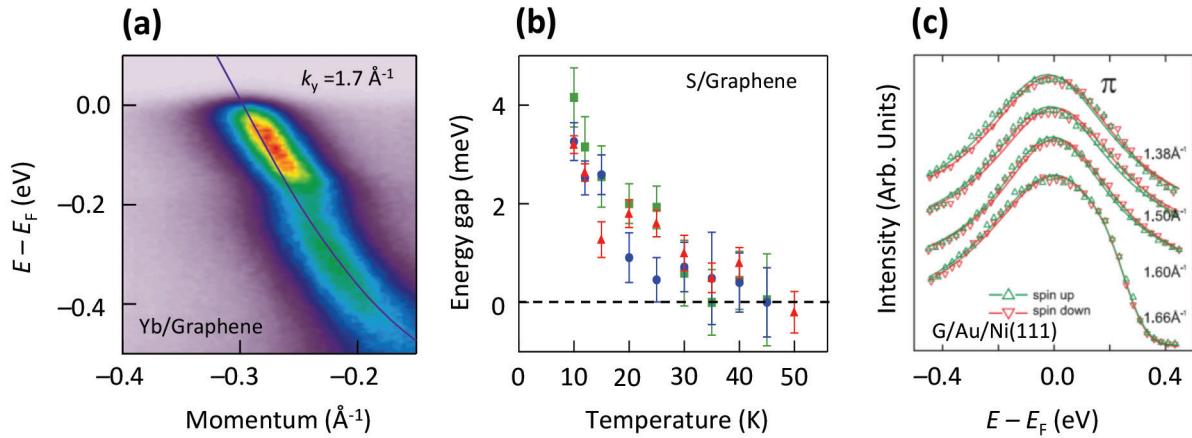 (a)
k_y =1.7 Å⁻¹
0.0
−0.2
−0.4
E − E_F (eV)
Yb/Graphene
−0.4
−0.3
−0.2
Momentum (Å⁻¹)
(b)
S/Graphene
4
2
0
Energy gap (meV)
0
10
20
30
40
50
Temperature (K)
(c)
π
1.38Å⁻¹
1.50Å⁻¹
1.60Å⁻¹
1.66Å⁻¹
Intensity (Arb. Units)
spin up
spin down
G/Au/Ni(111)
−0.4
0.0
0.4
E − E_F (eV)